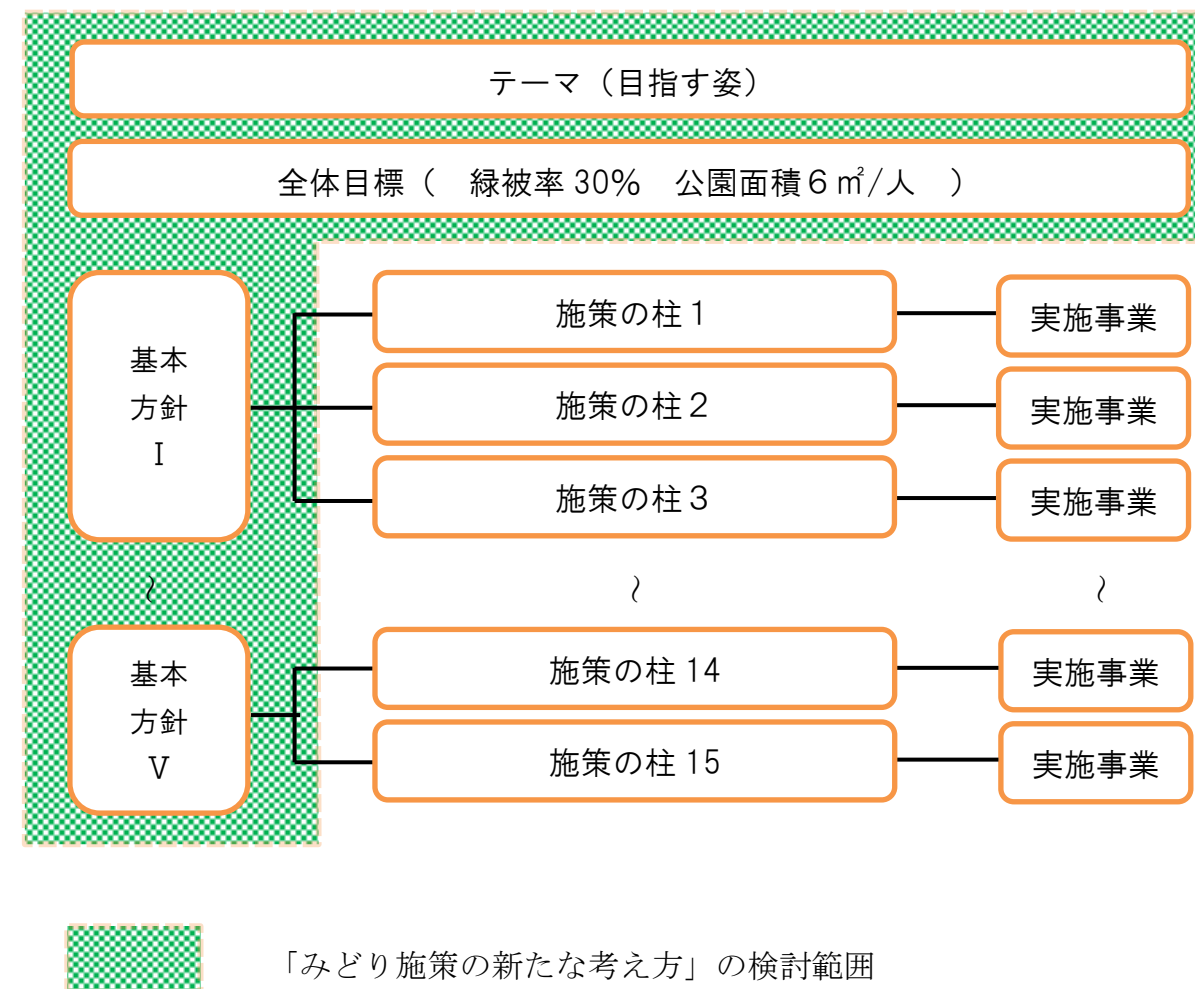 テーマ（目指す姿）
全体目標（　緑被率 30%　公園面積６㎡/人　）
基本
方針
Ⅰ
施策の柱１
実施事業
施策の柱２
実施事業
施策の柱３
実施事業
～
～
～
基本
方針
Ⅴ
施策の柱 14
実施事業
施策の柱 15
実施事業
「みどり施策の新たな考え方」の検討範囲